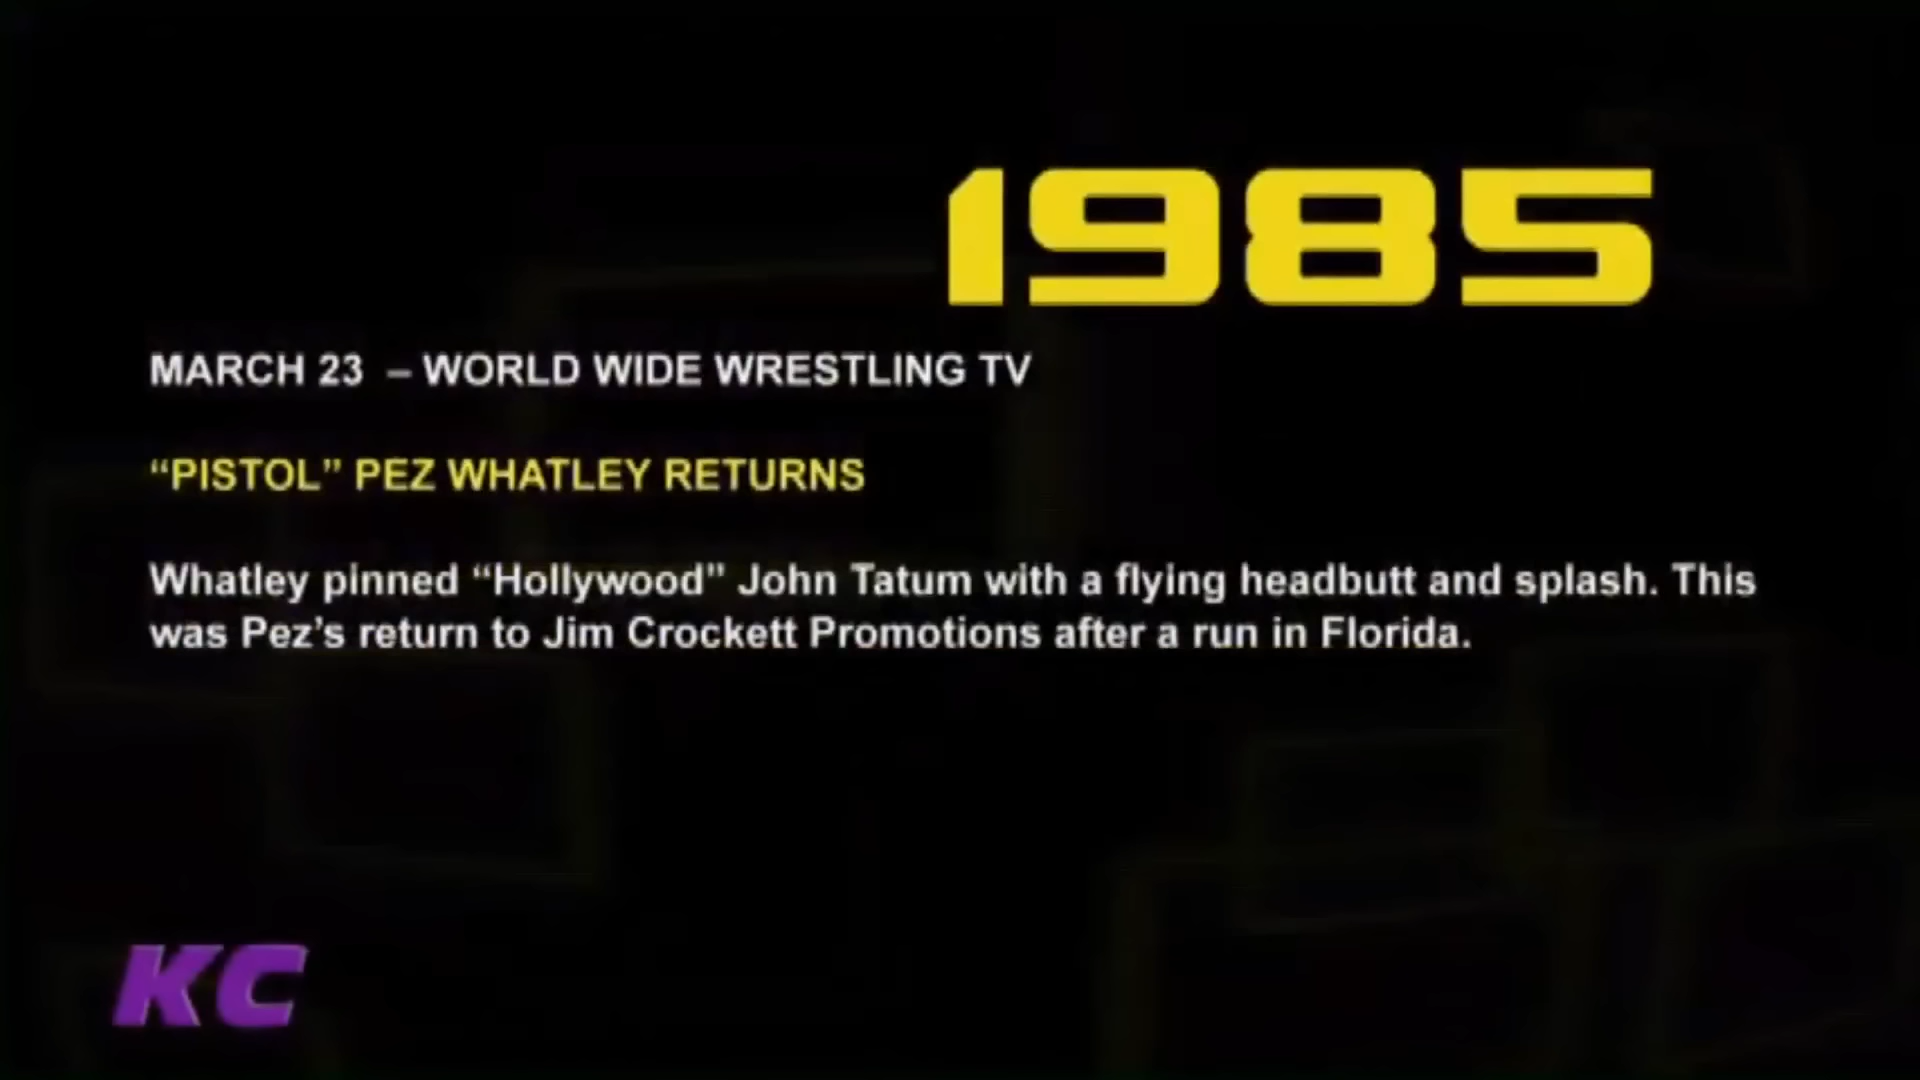 1985
MARCH 23 – WORLD WIDE WRESTLING TV
“PISTOL” PEZ WHATLEY RETURNS
Whatley pinned “Hollywood” John Tatum with a flying headbutt and splash. This
was Pez’s return to Jim Crockett Promotions after a run in Florida.
KC